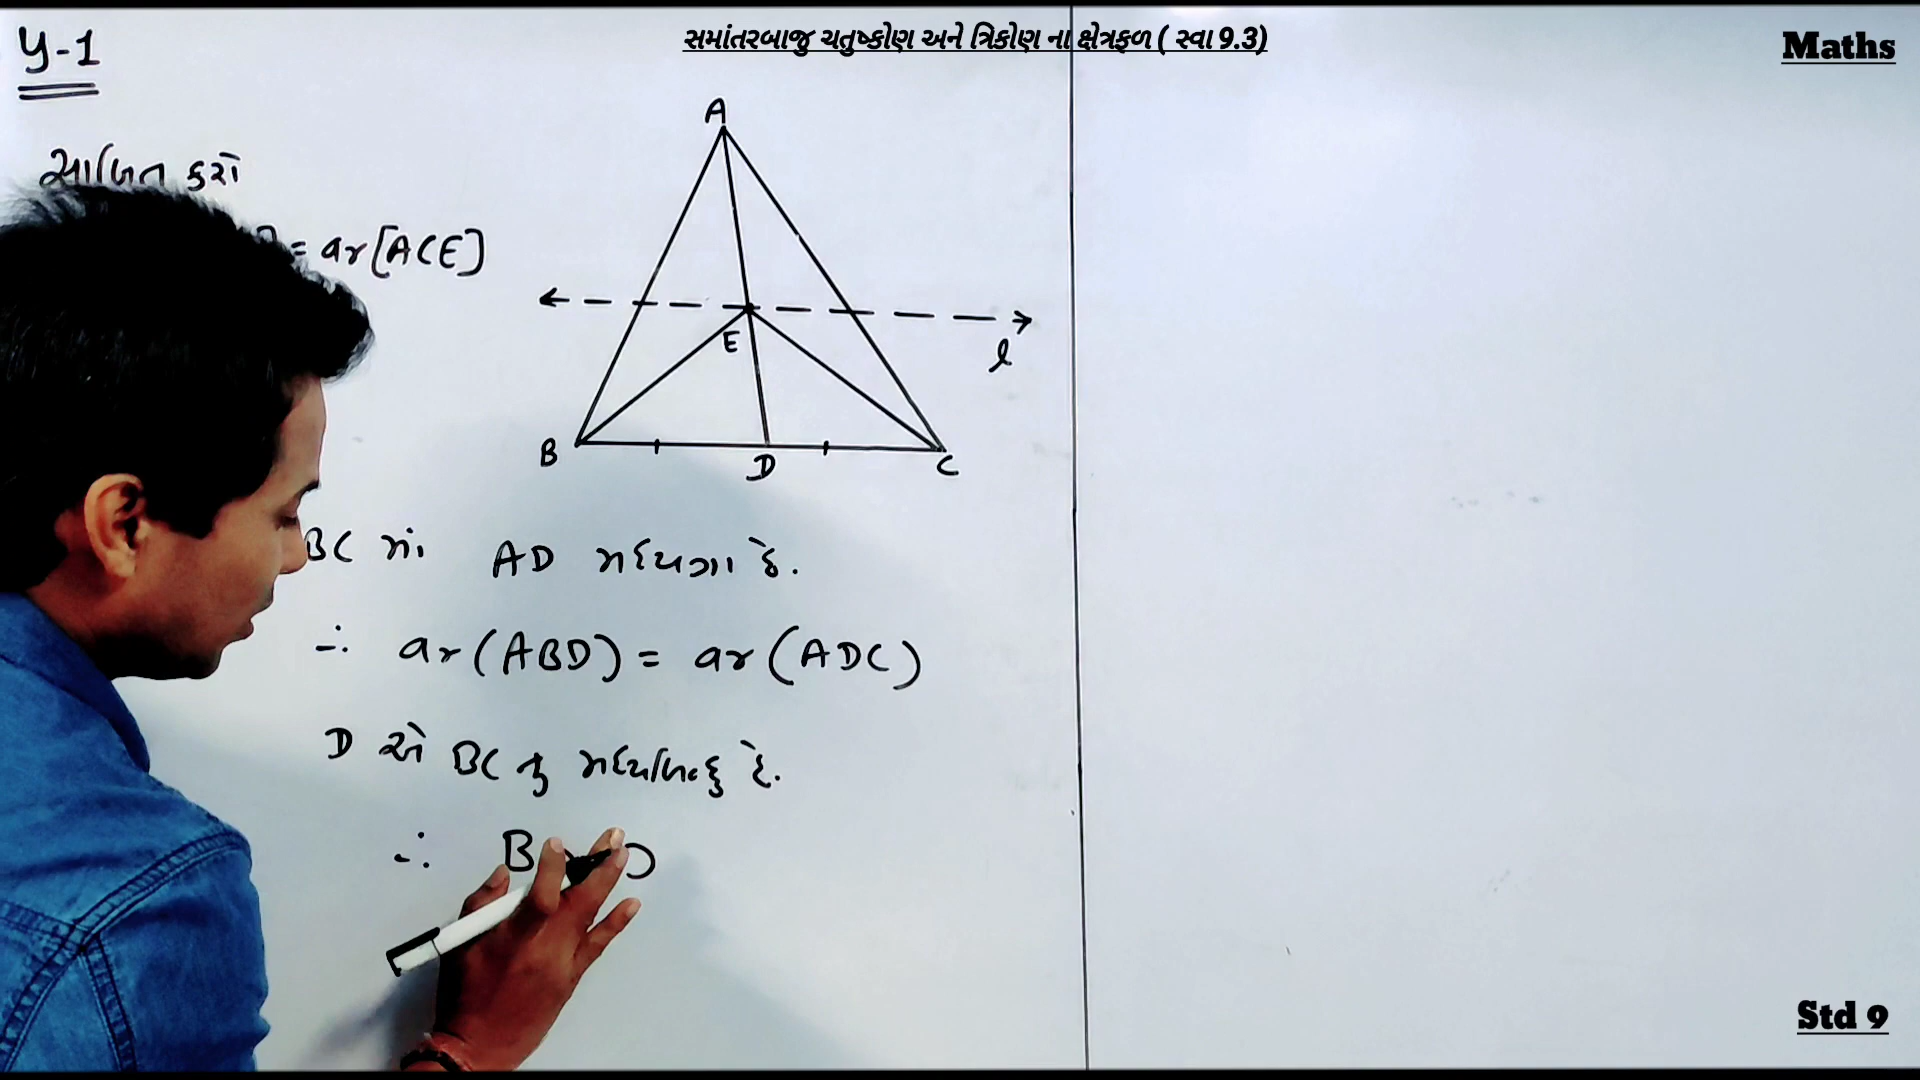 સમાંતરબાજુ ચતુષ્કોણ અને ત્રિકોણ ના ક્ષેત્રફળ ( સ્વા 9.3)
Maths
પ્ર-1
સાબિત કરો
= ar[ACE]
A
E
l
B
D
C
BC માં AD મધ્યગા છે.
∴ ar(ABD) = ar(ADC)
D એ BC નું મધ્યબિંદુ છે.
∴ B
Std 9